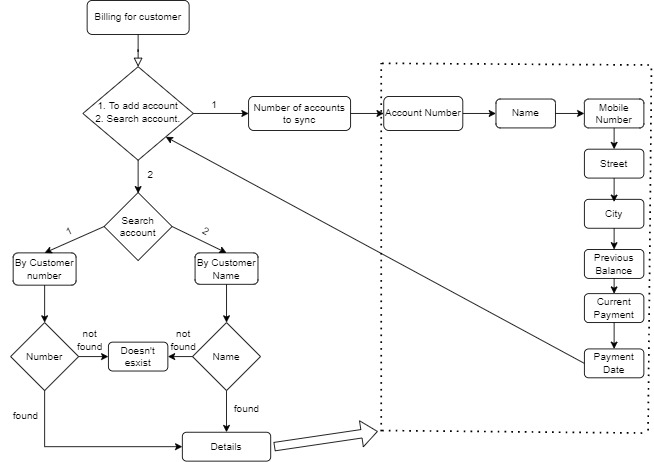 Billing for customer
1. To add account
2. Search account.
1
Number of accounts
to sync
Account Number
Name
Mobile
Number
Street
City
Previous
Balance
Current
Payment
Payment
Date
2
Search
account
1
2
By Customer
number
By Customer
Name
Number
not
found
Doesn't
esxist
not
found
Name
found
found
Details